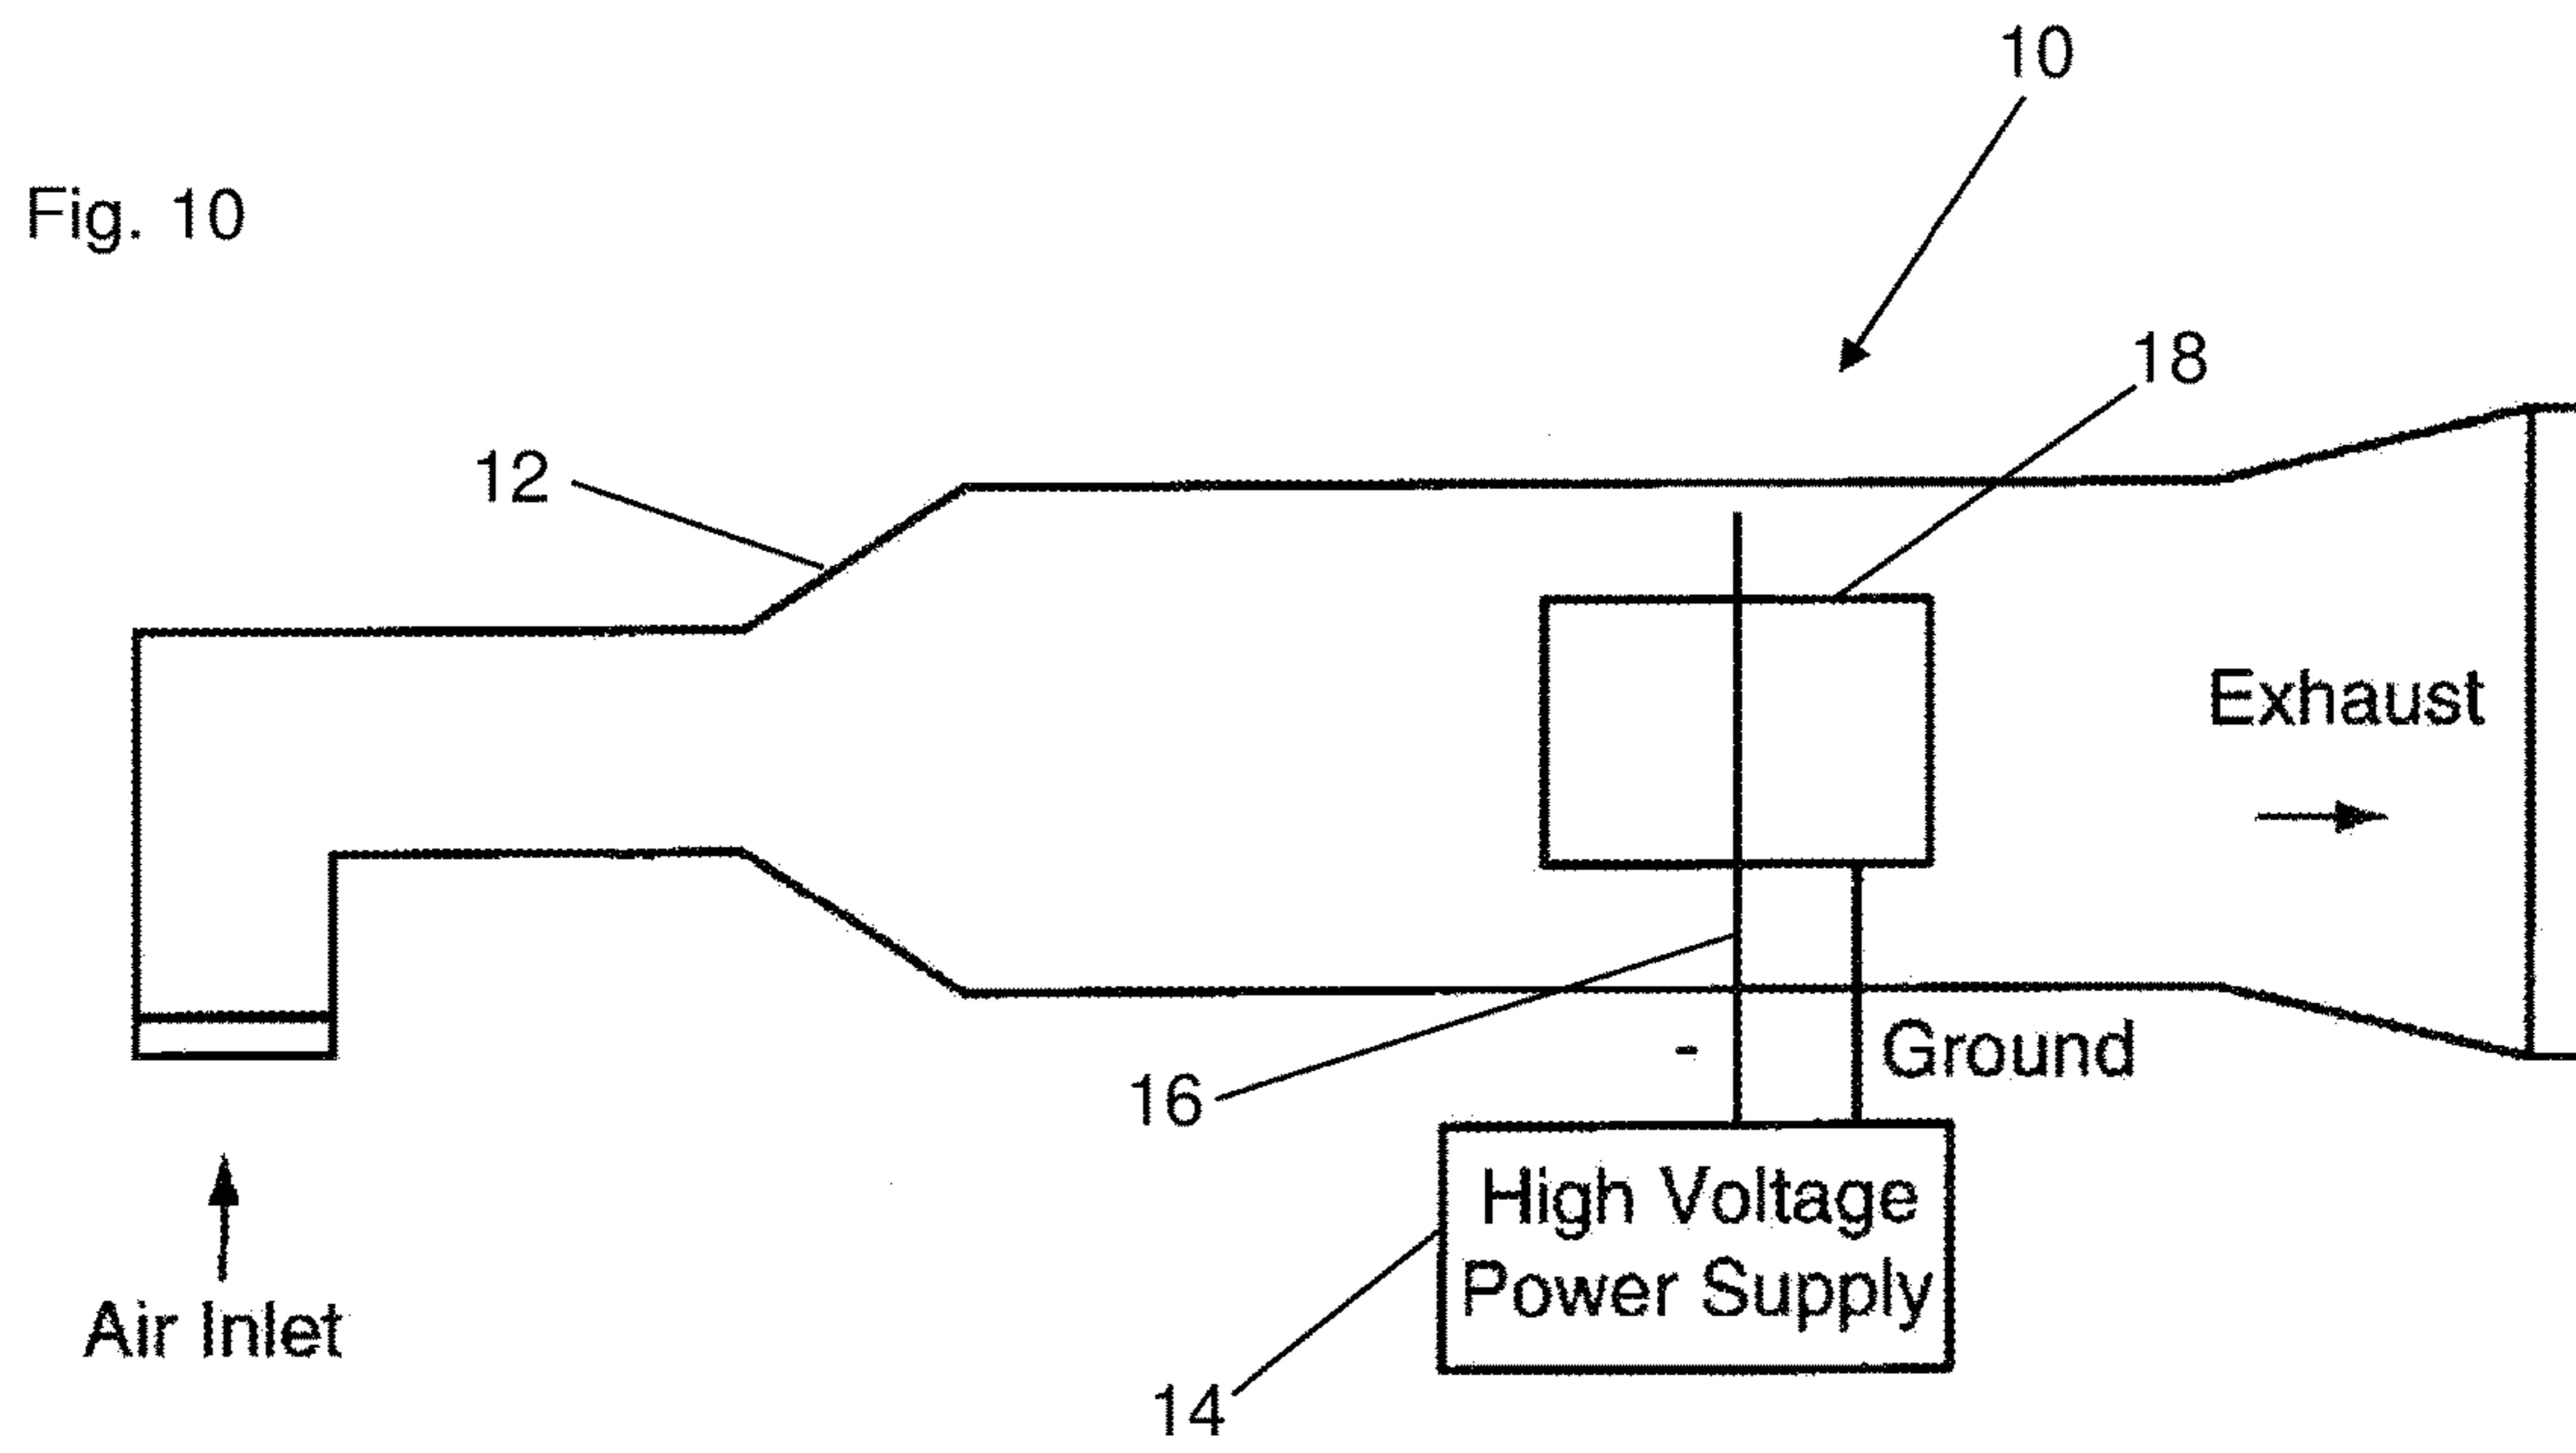 10
Fig. 10
18
12
Exhaust
-
Ground
16
High Voltage
Power Supply
Air Inlet
14